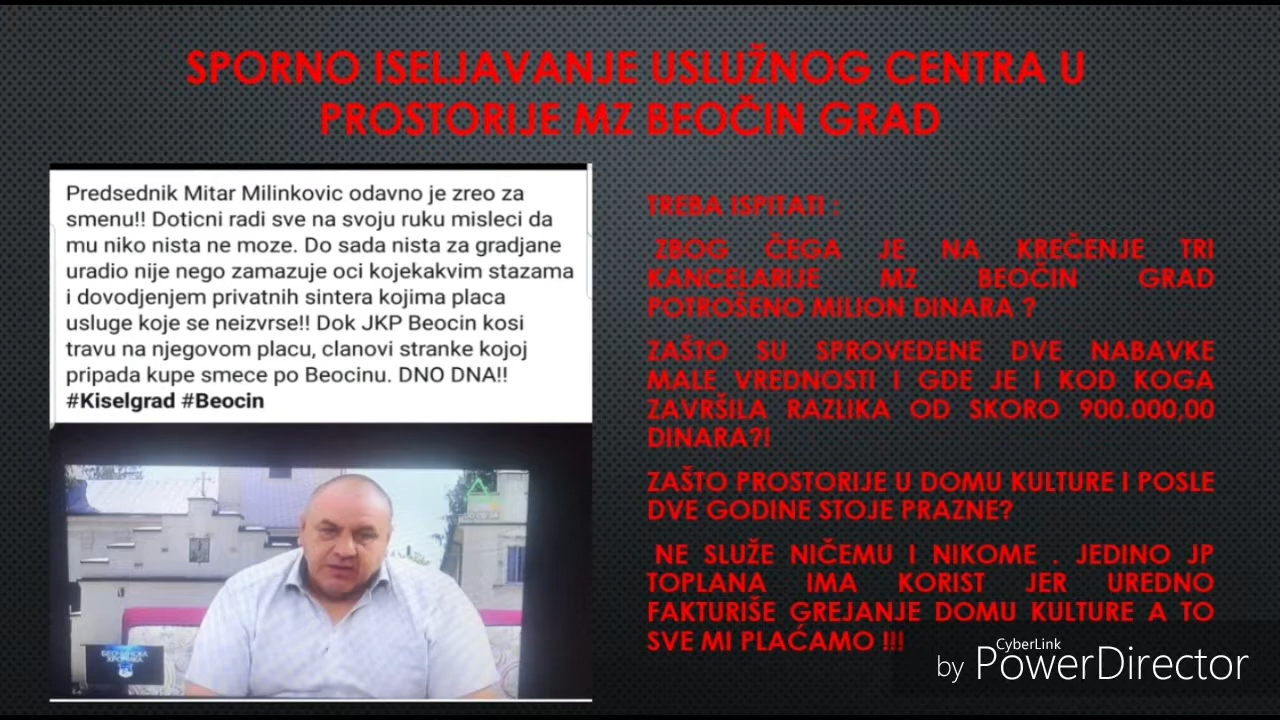 SPORNO ISELJAVANJE USLUŽNOG CENTRA U
PROSTORIJE MZ BEOČIN GRAD
Predsednik Mitar Milinkovic odavno je zreo za
smenu!! Doticni radi sve na svoju ruku misleci da
mu niko nista ne moze. Do sada nista za gradjane
uradio nije nego zamazuje oci kojekakvim stazama
i dovodjenjem privatnih sintera kojima placa
usluge koje se neizvrse!! Dok JKP Beocin kosi
travu na njegovom placu, clanovi stranke kojoj
pripada kupe smece po Beocinu. DNO DNA!!
#Kiselgrad #Beocin
БЕОЧИНСКА
ХРОНИКА
TREBA ISPITATI :
ZBOG ČEGA JE NA KREČENJE TRI
KANCELARIJE MZ BEOČIN GRAD
POTROŠENO MILION DINARA ?
ZAŠTO SU SPROVEDENE DVE NABAVKE
MALE VREDNOSTI I GDE JE I KOD KOGA
ZAVRŠILA RAZLIKA OD SKORO 900.000,00
DINARA?!
ZAŠTO PROSTORIJE U DOMU KULTURE I POSLE
DVE GODINE STOJE PRAZNE?
NE SLUŽE NIČEMU I NIKOME . JEDINO JP
TOPLANA IMA KORIST JER UREDNO
FAKTURIŠE GREJANJE DOMU KULTURE A TO
SVE MI PLAĆAMO !!!
CyberLink
by PowerDirector